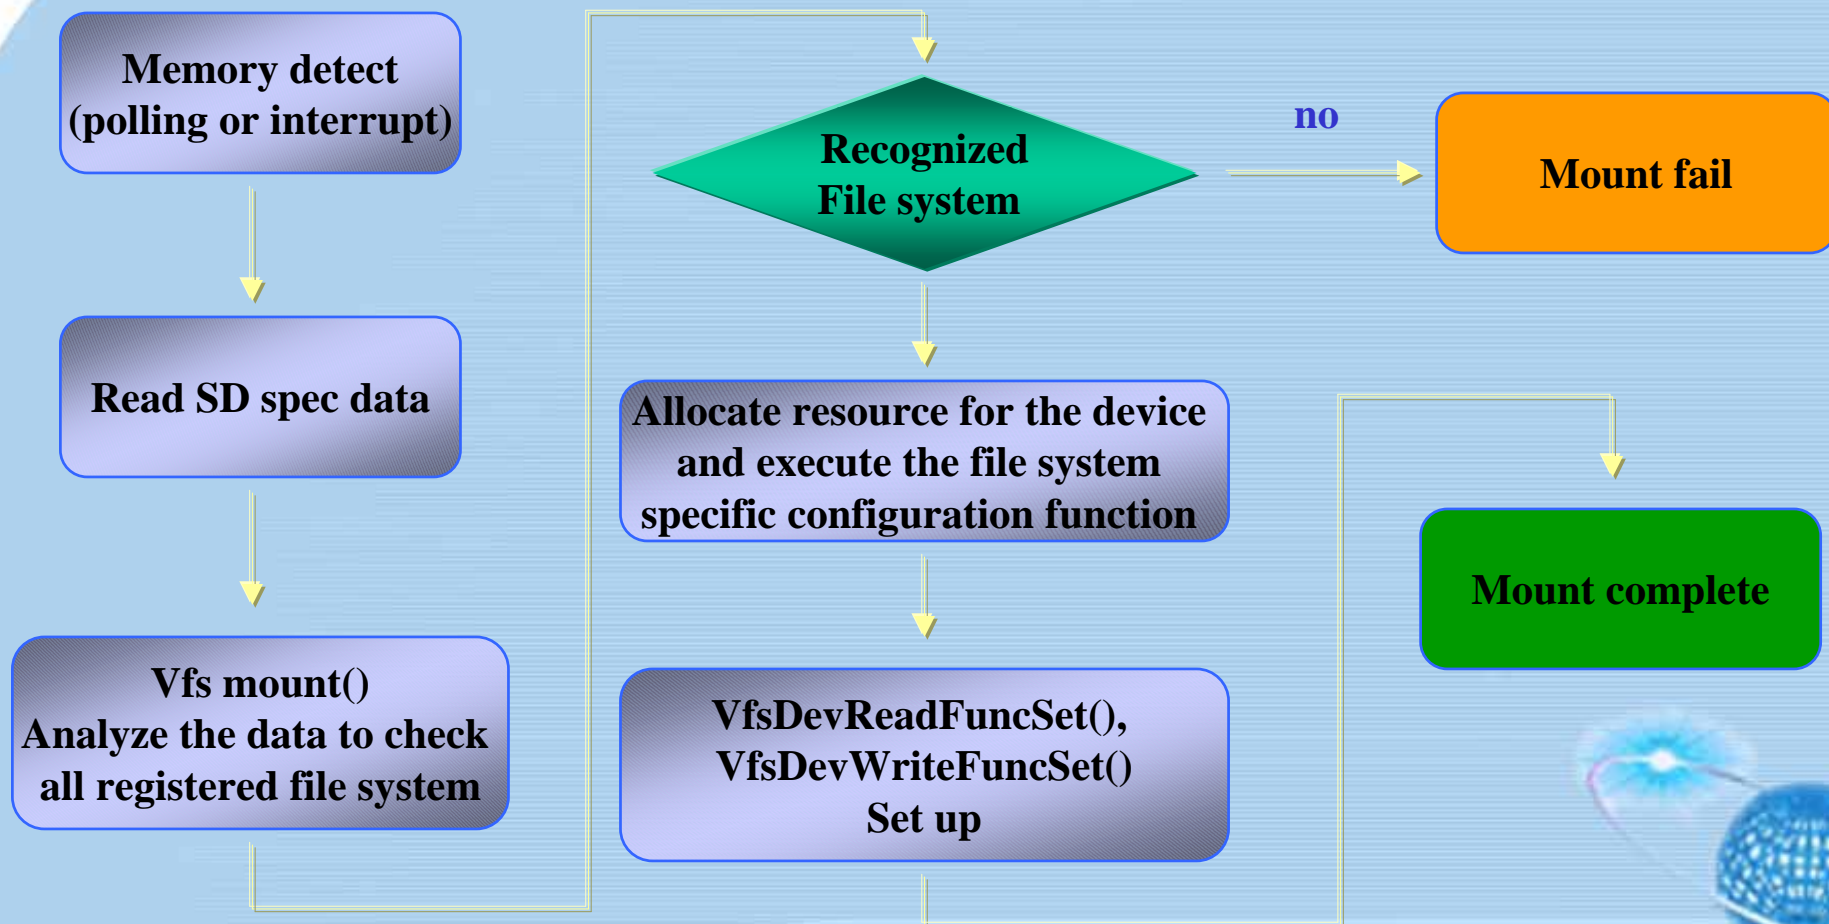 Memory detect
(polling or interrupt)
Read SD spec data
Vfs mount()
Analyze the data to check
all registered file system
Recognized
File system
no
Mount fail
Allocate resource for the device
and execute the file system
specific configuration function
VfsDevReadFuncSet(),
VfsDevWriteFuncSet()
Set up
Mount complete